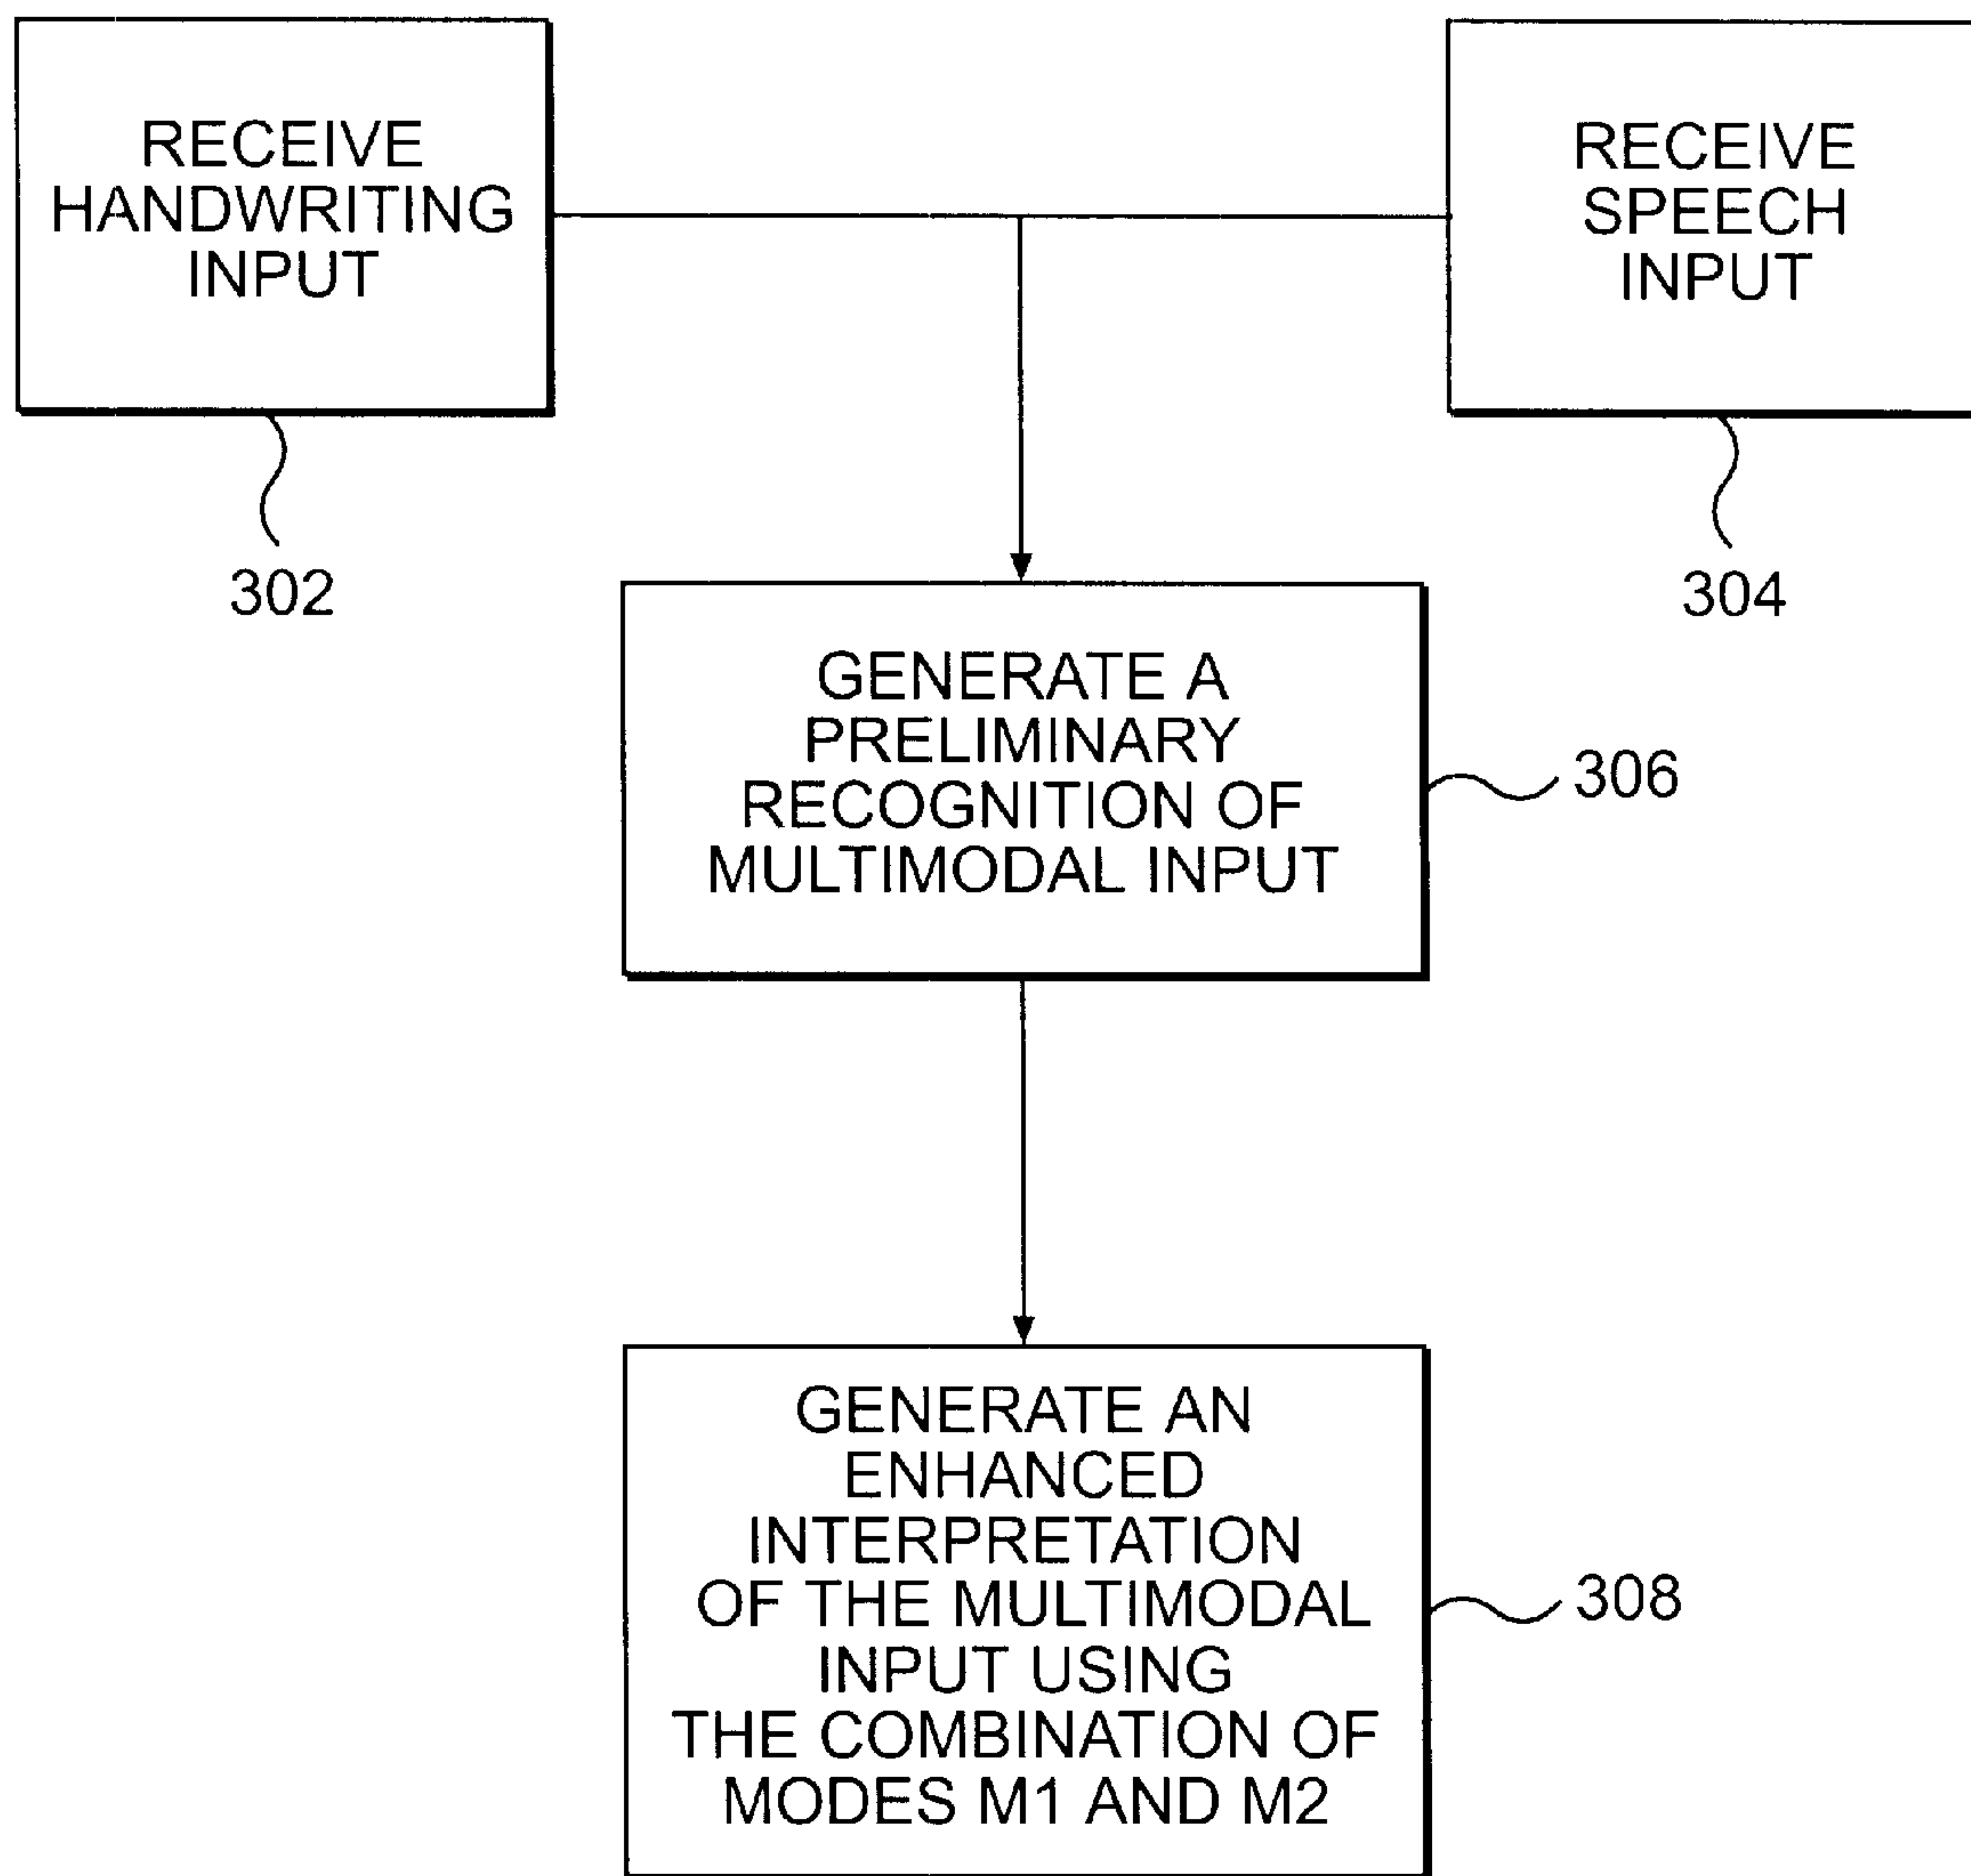 RECEIVE
HANDWRITING
INPUT
302
RECEIVE
SPEECH
INPUT
304
GENERATE A
PRELIMINARY
RECOGNITION OF
MULTIMODAL INPUT
306
GENERATE AN
ENHANCED
INTERPRETATION
OF THE MULTIMODAL
INPUT USING
THE COMBINATION OF
MODES M1 AND M2
308